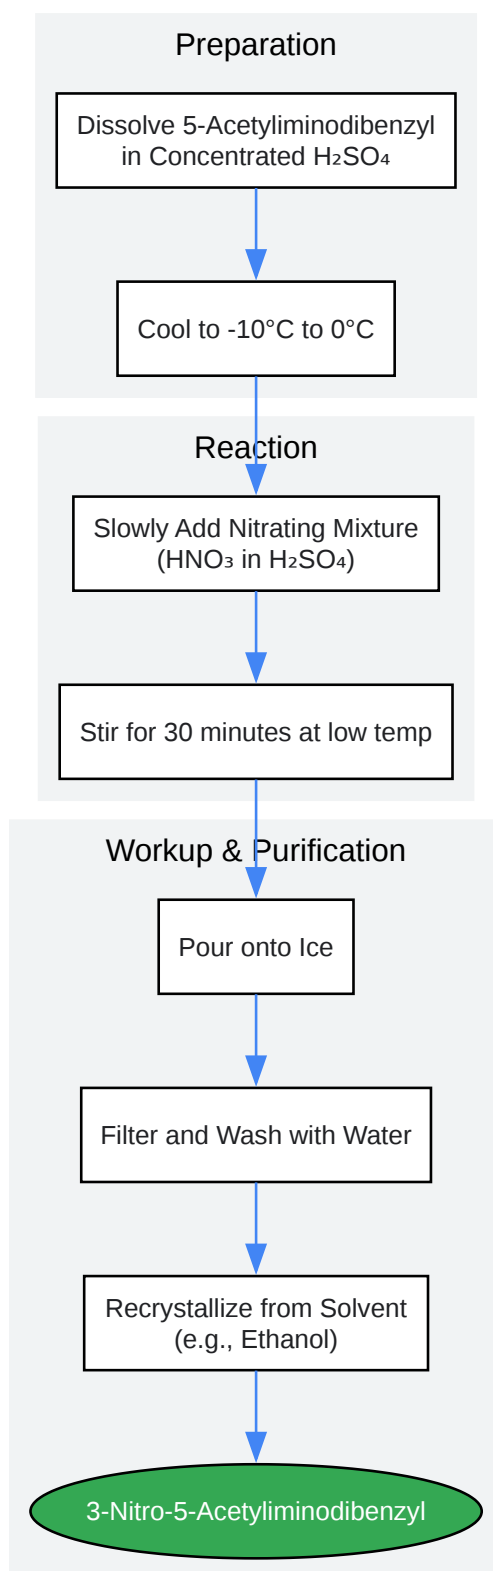 Preparation
Dissolve 5-Acetyliminodibenzyl
in Concentrated H₂SO₄
Cool to -10°C to 0°C
Reaction
Slowly Add Nitrating Mixture
(HNO₃ in H₂SO₄)
Stir for 30 minutes at low temp
Workup & Purification
Pour onto Ice
Filter and Wash with Water
Recrystallize from Solvent
(e.g., Ethanol)
3-Nitro-5-Acetyliminodibenzyl